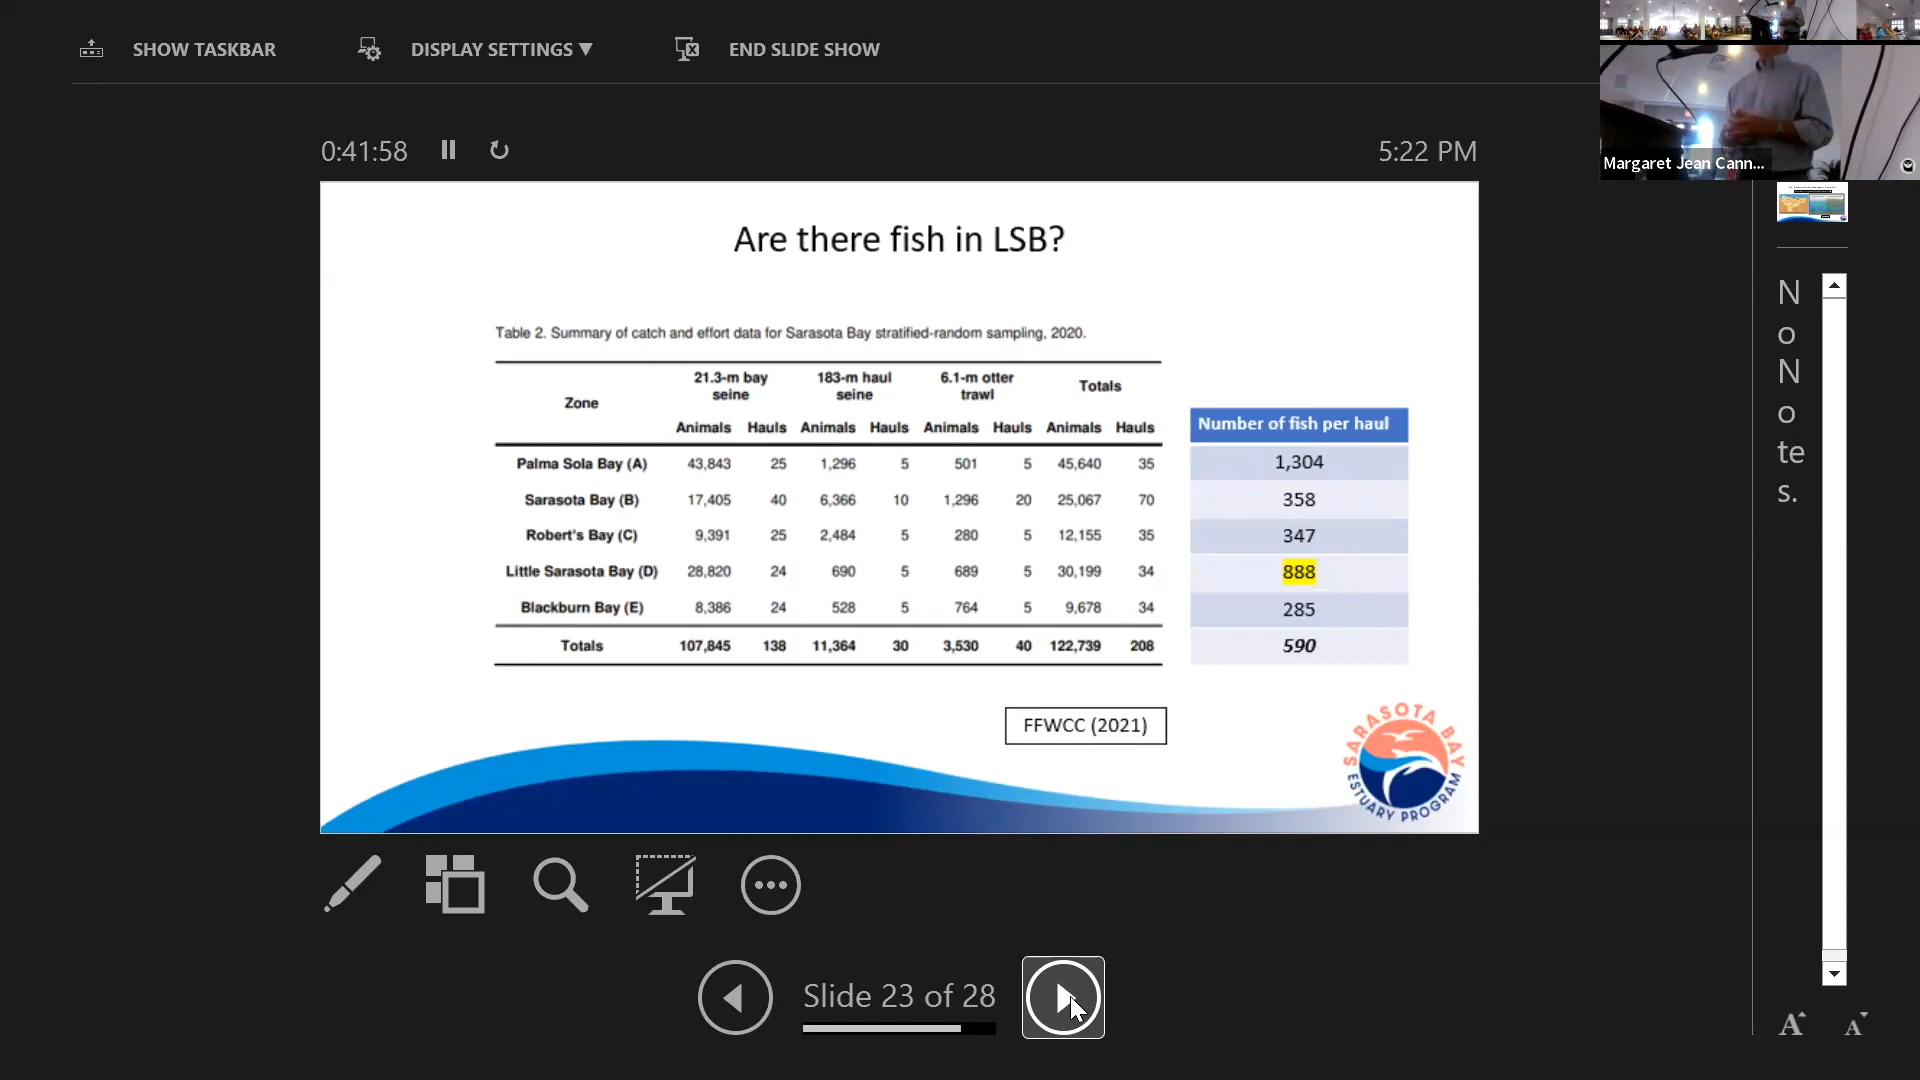 SHOW TASKBAR
DISPLAY SETTINGS ▼
END SLIDE SHOW
Margaret Jean Cann...
0:41:58
5:22 PM
Are there fish in LSB?
Table 2. Summary of catch and effort data for Sarasota Bay stratified-random sampling, 2020.
Zone
21.3-m bay seine 183-m haul seine 6.1-m otter trawl Totals
Animals Hauls Animals Hauls Animals Hauls Animals Hauls
Number of fish per haul
Palma Sola Bay (A) 43,843 25 1,296 5 501 5 45,640 35 1,304
Sarasota Bay (B) 17,405 40 6,366 10 1,296 20 25,067 70 358
Robert's Bay (C) 9,391 25 2,484 5 280 5 12,155 35 347
Little Sarasota Bay (D) 28,820 24 690 5 689 5 30,199 34 888
Blackburn Bay (E) 8,386 24 528 5 764 5 9,678 34 285
Totals 107,845 138 11,364 30 3,530 40 122,739 208 590
FFWCC (2021)
SARASOTA BAY
ESTUARY PROGRAM
N
o
N
o
te
s.
Slide 23 of 28
A A